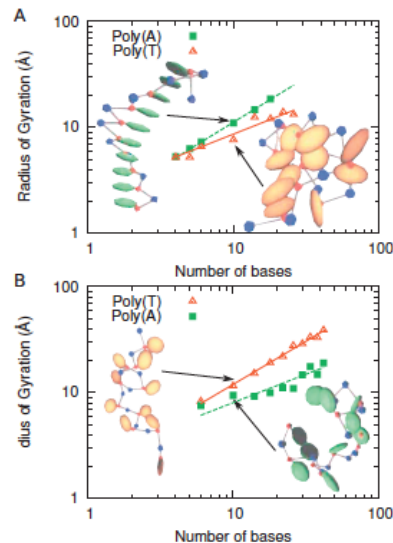 A
Poly(A)
Poly(T)
100
10
1
Radius of Gyration (Å)
1
10
100
Number of bases
B
Poly(T)
Poly(A)
100
10
1
dius of Gyration (Å)
1
10
100
Number of bases